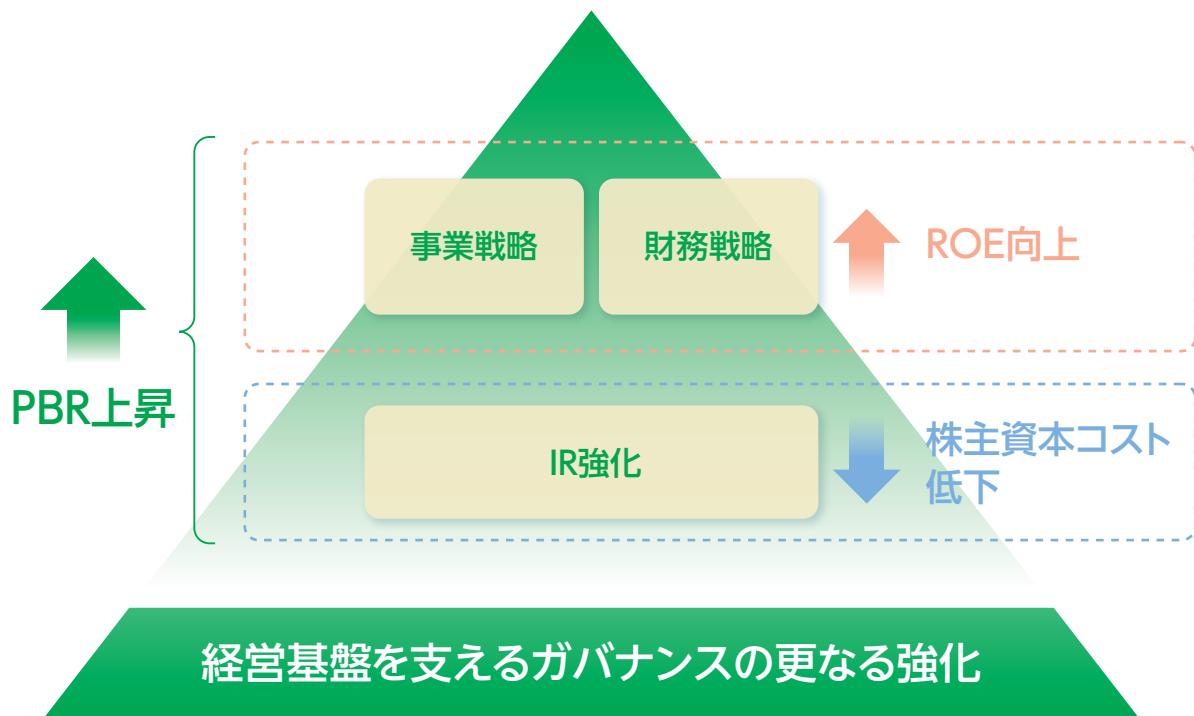 事業戦略
財務戦略
ROE向上
PBR上昇
IR強化
株主資本コスト
低下
経営基盤を支えるガバナンスの更なる強化